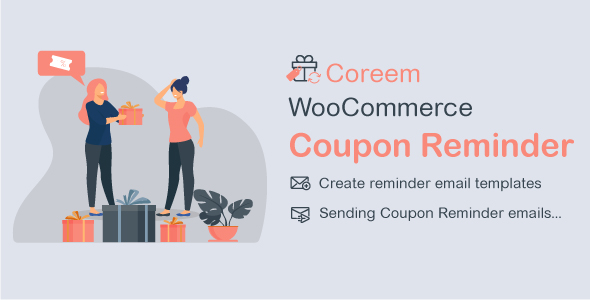 Coreem
WooCommerce
Coupon Reminder
Create reminder email templates
Sending Coupon Reminder emails...